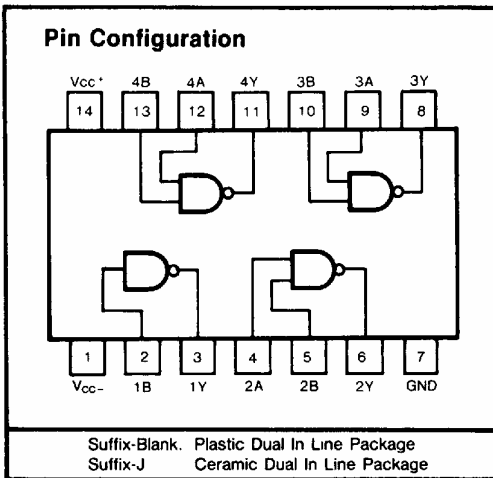 Pin Configuration
Vcc+ 4B 4A 4Y 3B 3A 3Y
14 13 12 11 10 9 8
1 2 3 4 5 6 7
Vcc- 1B 1Y 2A 2B 2Y GND
Suffix-Blank. Plastic Dual In Line Package
Suffix-J Ceramic Dual In Line Package